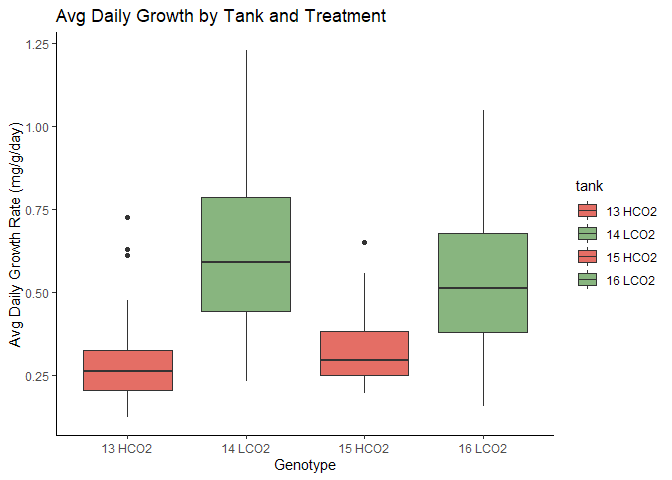 Avg Daily Growth by Tank and Treatment
Avg Daily Growth Rate (mg/g/day)
1.25
1.00
0.75
0.50
0.25
13 HCO2
14 LCO2
15 HCO2
16 LCO2
Genotype
tank
13 HCO2
14 LCO2
15 HCO2
16 LCO2